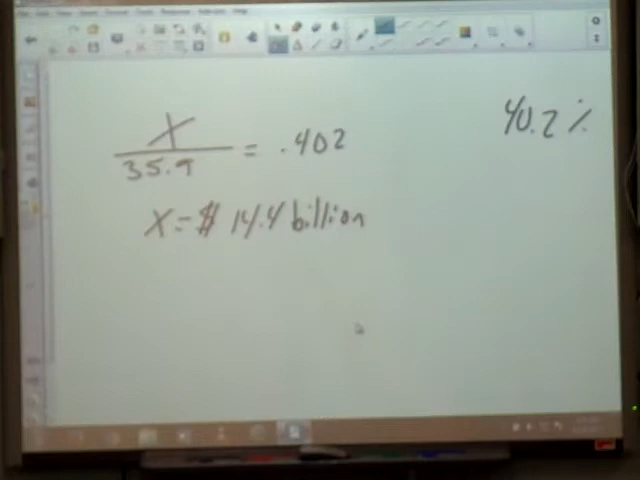 X
35.9 = .402
40.2 %
X = $ 14.4 billion